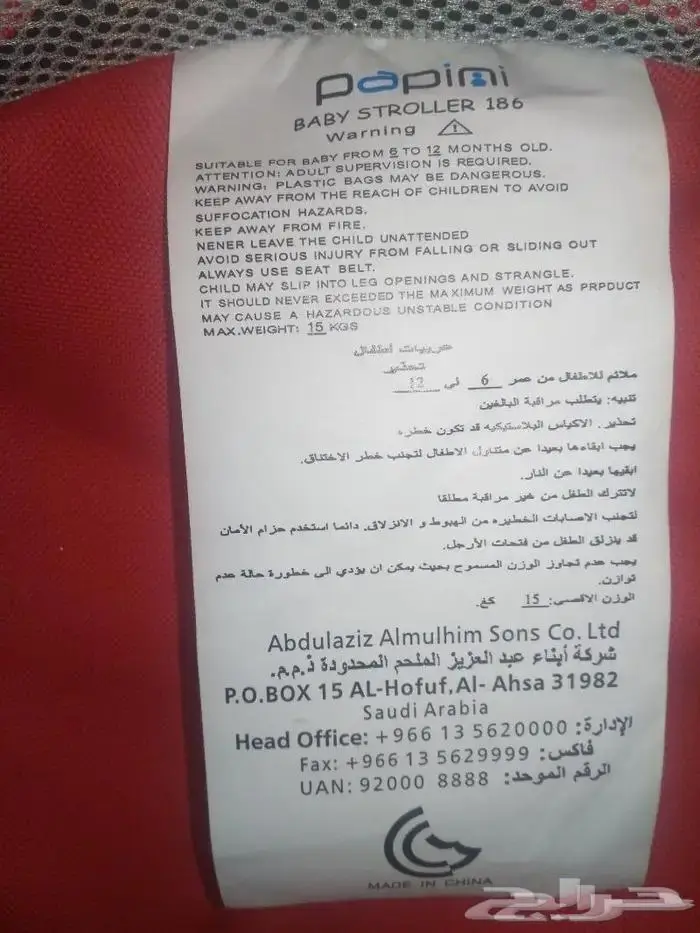 papimi
BABY STROLLER 186
Warning
SUITABLE FOR BABY FROM 6 TO 12 MONTHS OLD.
ATTENTION: ADULT SUPERVISION IS REQUIRED.
WARNING: PLASTIC BAGS MAY BE DANGEROUS.
KEEP AWAY FROM THE REACH OF CHILDREN TO AVOID
SUFFOCATION HAZARDS.
KEEP AWAY FROM FIRE.
NENER LEAVE THE CHILD UNATTENDED
AVOID SERIOUS INJURY FROM FALLING OR SLIDING OUT
ALWAYS USE SEAT BELT.
CHILD MAY SLIP INTO LEG OPENINGS AND STRANGLE.
IT SHOULD NEVER EXCEEDED THE MAXIMUM WEIGHT AS PRPDUCT
MAY CAUSE A HAZARDOUS UNSTABLE CONDITION
MAX.WEIGHT: 15 KGS
عربيات أطفال
تحذير
ملائم للاطفال من عمر 6 لى 12
تنبيه: يتطلب مراقبة البالغين
تحذير. الاكياس البلاستيكيه قد تكون خطره
يجب ابقاءها بعيدا عن متناول الاطفال لتجنب خطر الاختناق.
ابقيها بعيدا عن النار.
لاتترك الطفل من غير مراقبة مطلقا
لتجنب الاصابات الخطيره من الهبوط و الانزلاق. دائما استخدم حزام الأمان
قد ينزلق الطفل من فتحات الأرجل.
يجب عدم تجاوز الوزن المسموح بحيث يمكن ان يؤدي الى خطورة حالة عدم
توازن.
الوزن الاقصى: 15 كغ.
Abdulaziz Almulhim Sons Co. Ltd
شركة أبناء عبد العزيز الملحم المحدودة ذ.م.م.
P.O.BOX 15 AL-Hofuf,Al- Ahsa 31982
Saudi Arabia
Head Office: +966 13 5620000 :الإدارة
Fax: +966 13 5629999 :فاكس
UAN: 92000 8888 :الرقم الموحد
MADE IN CHINA
حراج